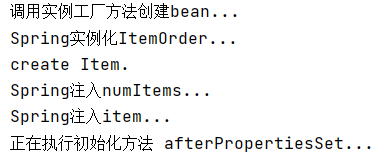 调用实例工厂方法创建bean...
Spring实例化ItemOrder...
create Item.
Spring注入numItems...
Spring注入item...
正在执行初始化方法 afterPropertiesSet...